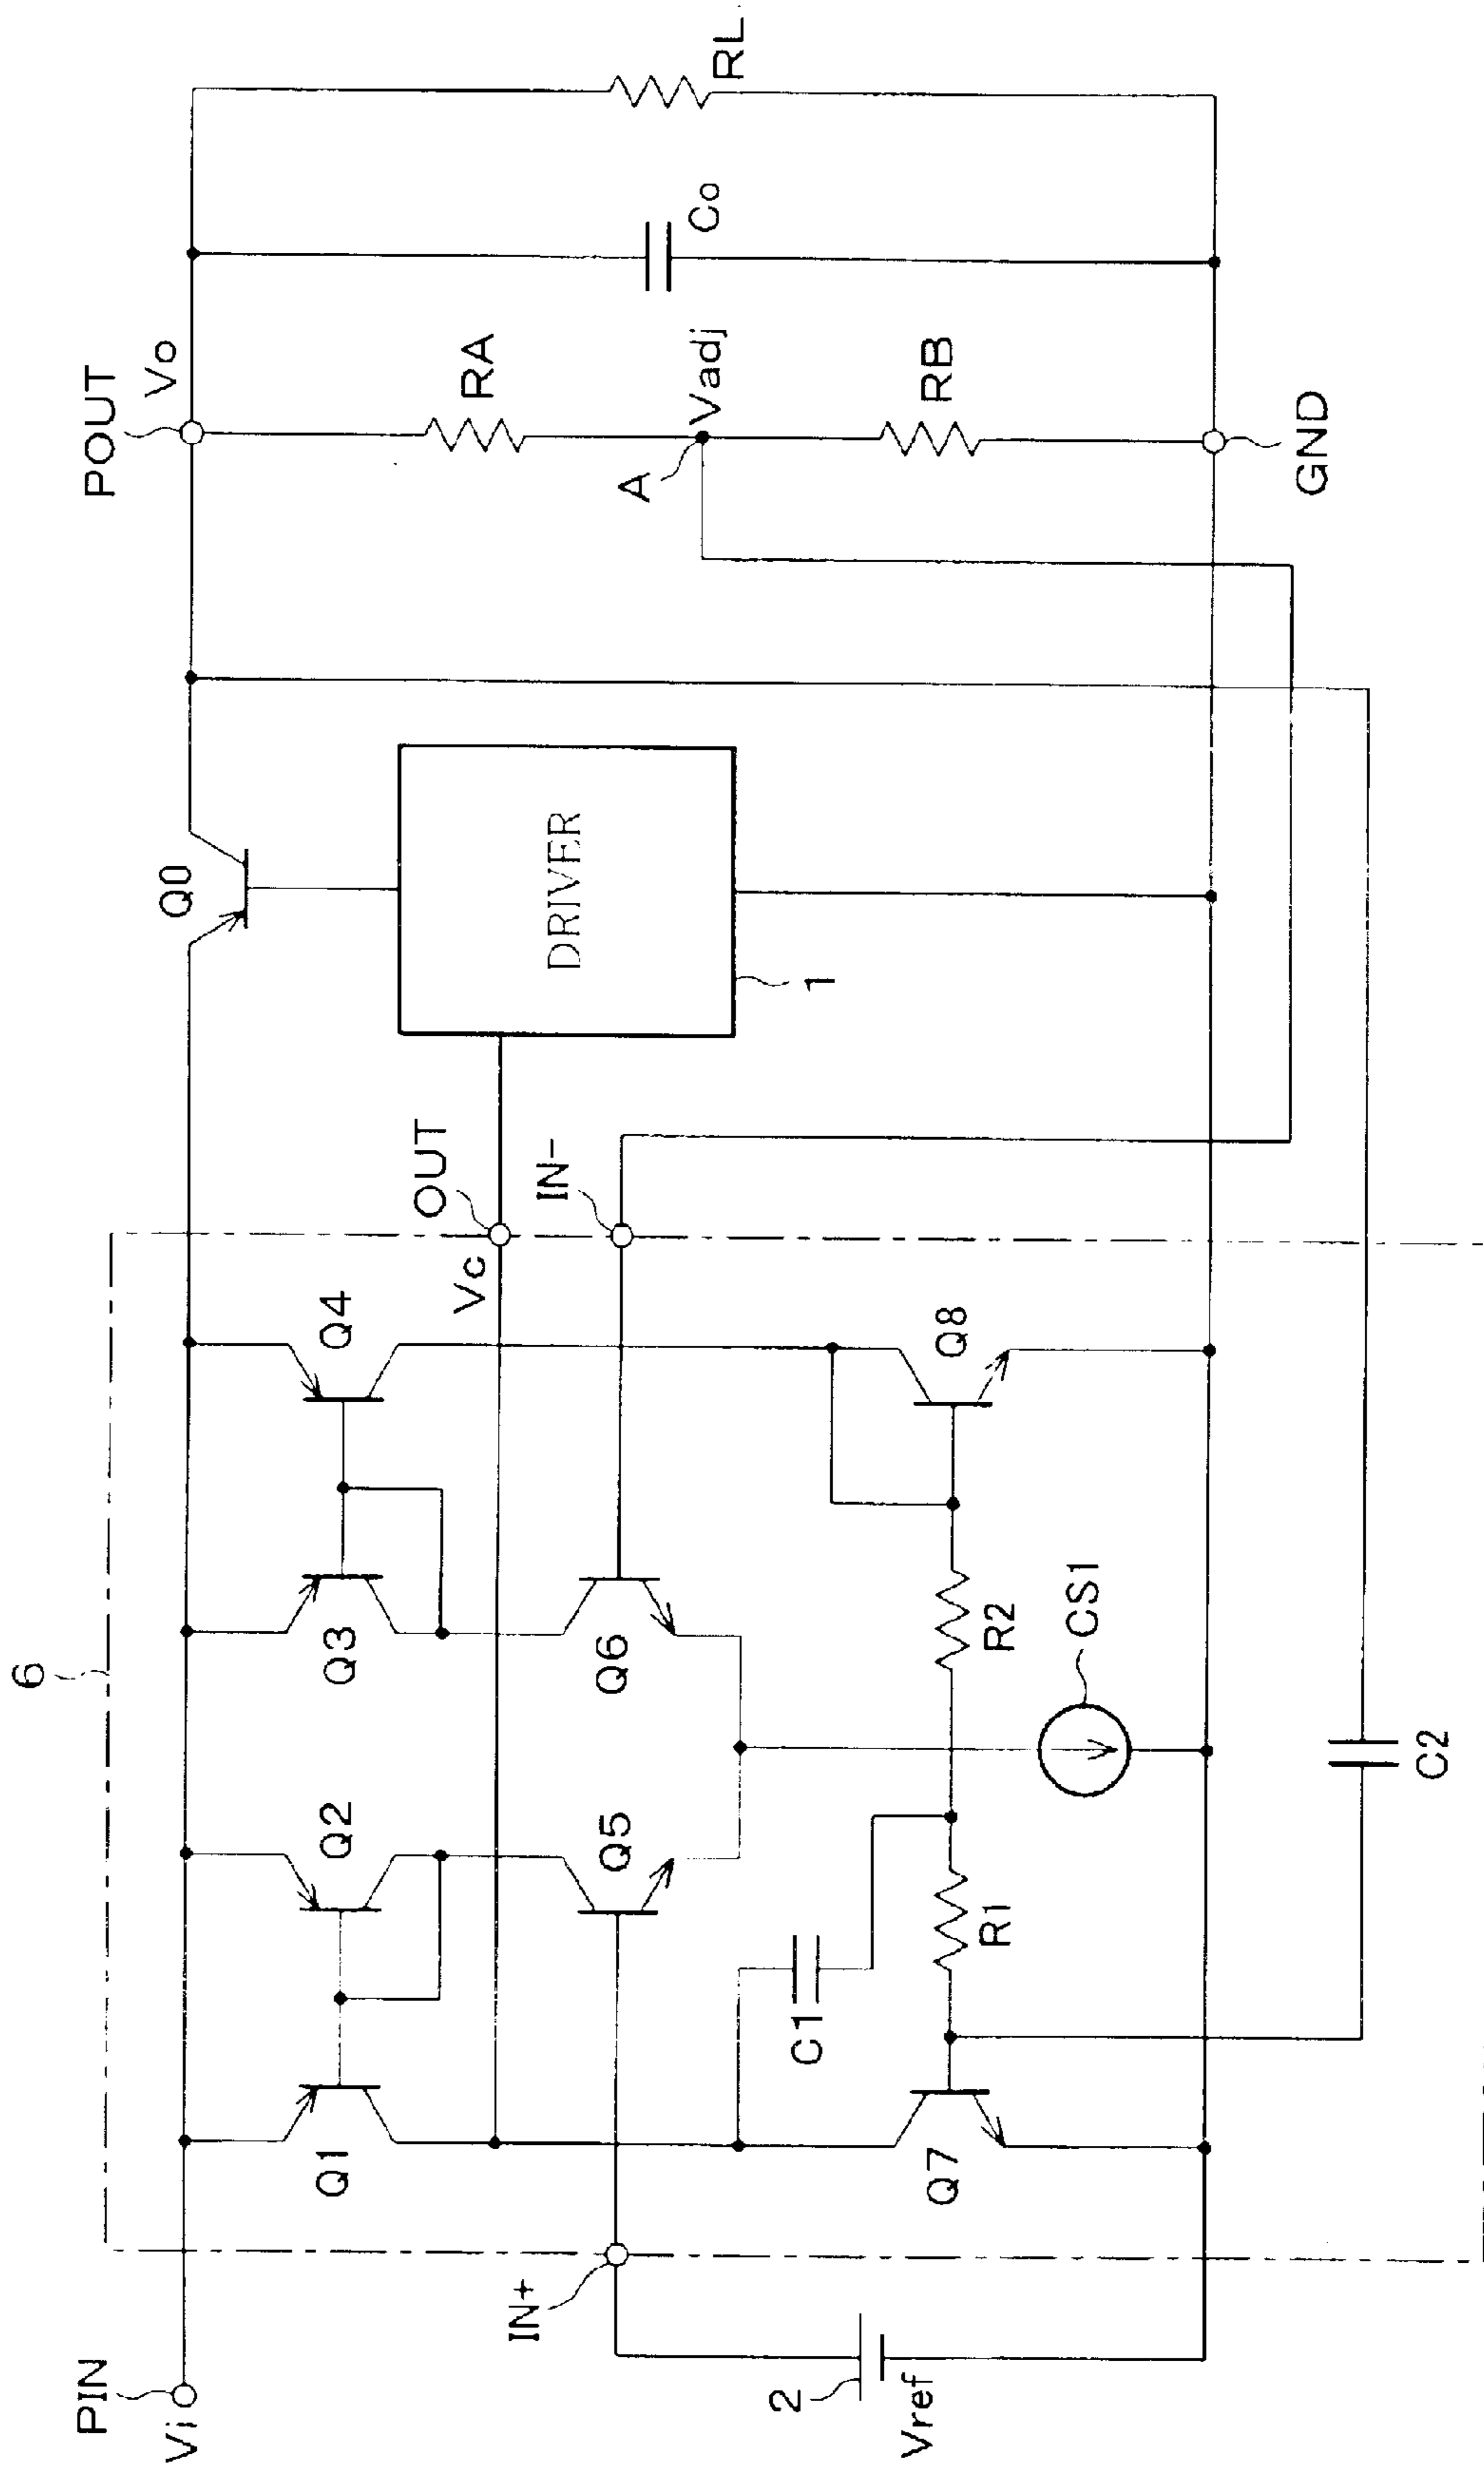 6
PIN
Vi
Q1
Q2
Q3
Q4
Q0
POUT
Vo
OUT
Vc
IN-
DRIVER
1
RA
A
Vadj
RB
Co
RL
IN+
Q5
Q6
C1
R1
R2
Q7
Q8
CS1
2
Vref
C2
GND